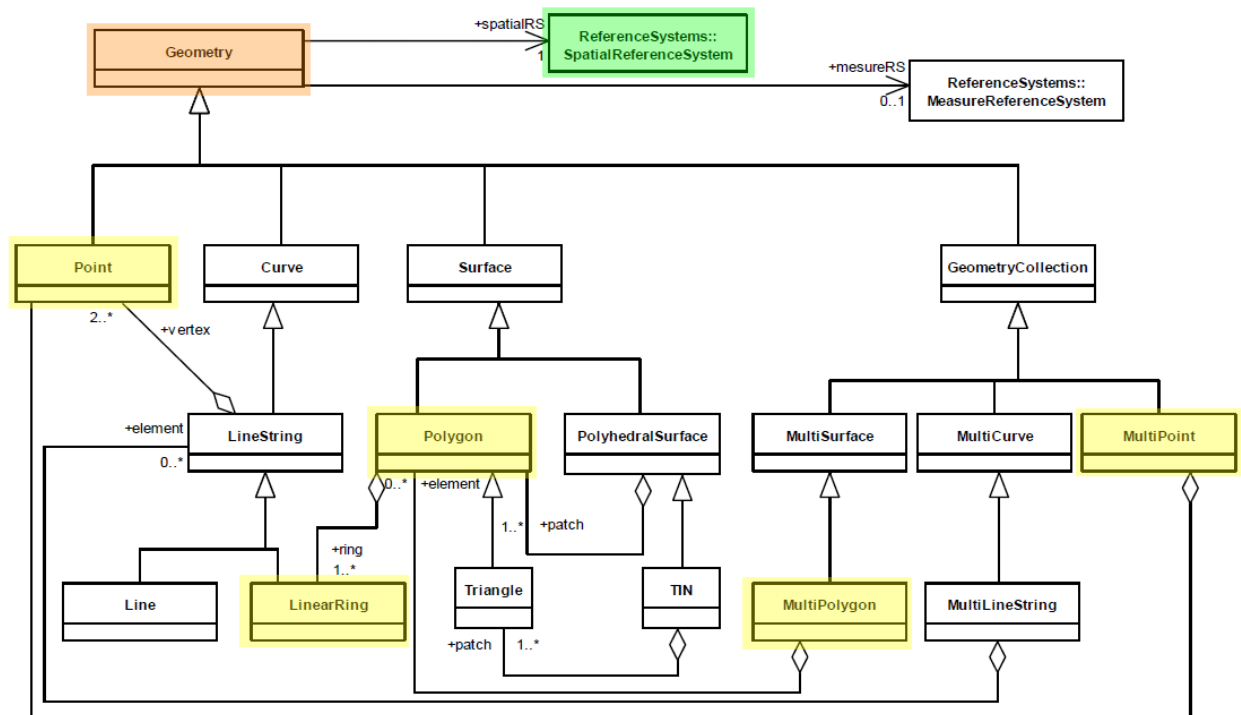 +spatialRS
Geometry
1
ReferenceSystems::
SpatialReferenceSystem
+mesureRS
0..1
ReferenceSystems::
MeasureReferenceSystem
Point
Curve
Surface
GeometryCollection
2..*
+vertex
+element
0..*
LineString
Polygon
PolyhedralSurface
MultiSurface
MultiCurve
MultiPoint
0..*
+element
+ring
1..*
1..*
+patch
Line
LinearRing
Triangle
TIN
MultiPolygon
MultiLineString
+patch
1..*